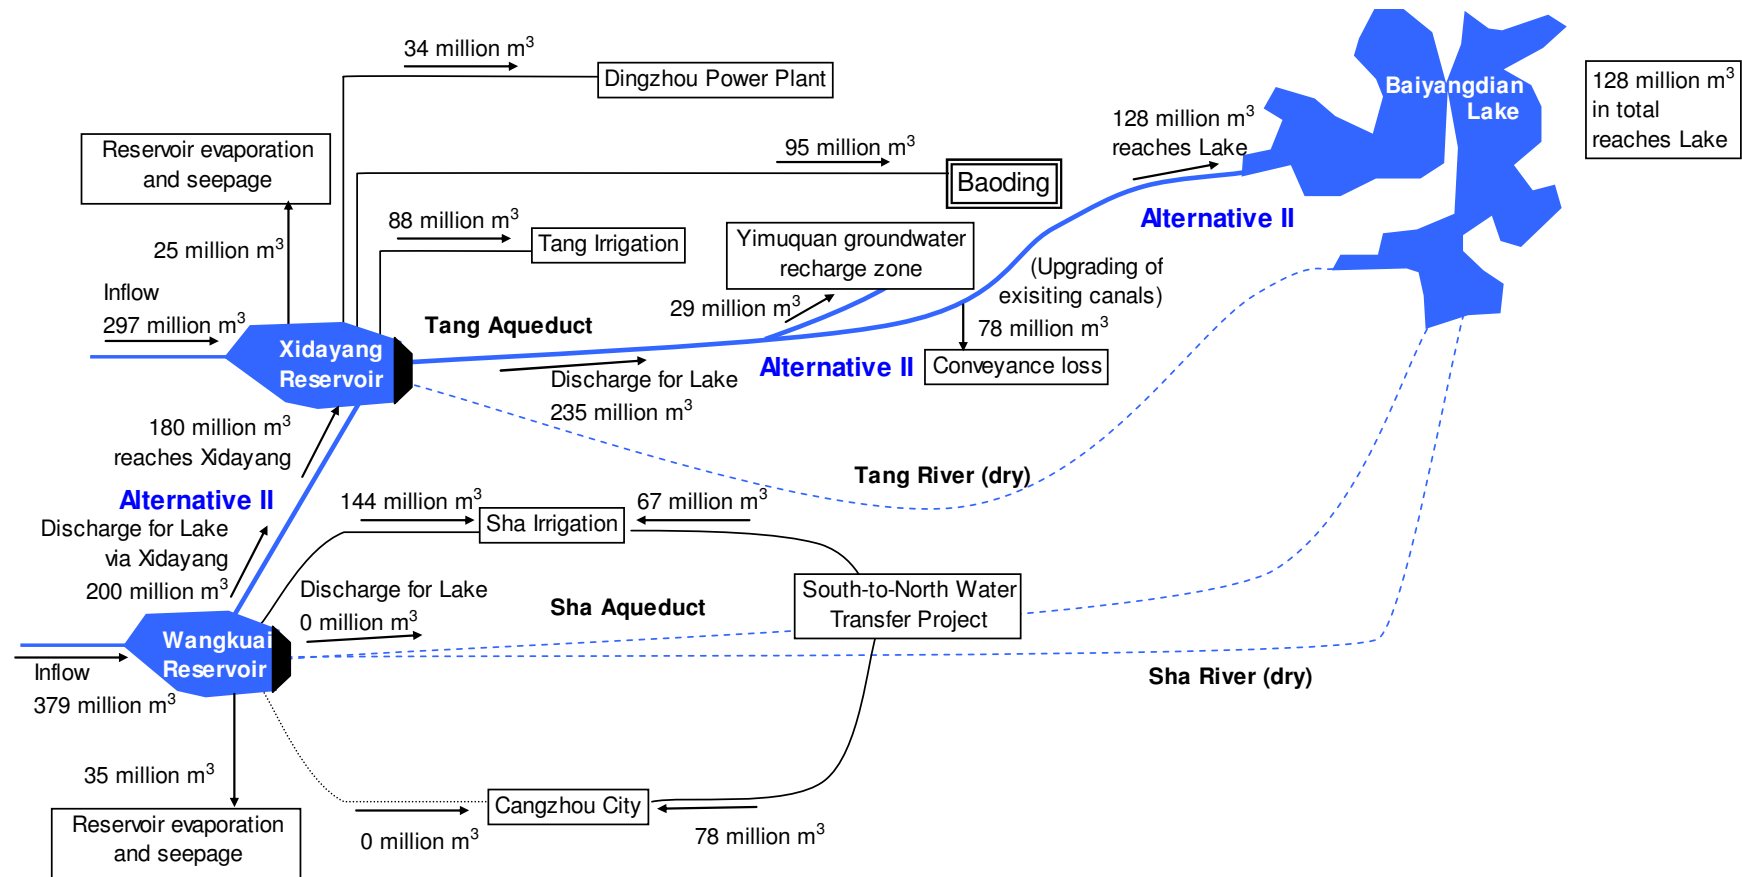 34 million m³
Dingzhou Power Plant
Baiyangdian
Lake
128 million m³
in total
reaches Lake
128 million m³
reaches Lake
Reservoir evaporation
and seepage
95 million m³
Baoding
Alternative II
88 million m³
Tang Irrigation
Yimuquan groundwater
recharge zone
25 million m³
(Upgrading of
exisiting canals)
Inflow
297 million m³
29 million m³
Tang Aqueduct
78 million m³
Xidayang
Reservoir
Alternative II
Conveyance loss
Discharge for Lake
235 million m³
180 million m³
reaches Xidayang
Tang River (dry)
Alternative II
144 million m³
67 million m³
Sha Irrigation
Discharge for Lake
via Xidayang
200 million m³
Discharge for Lake
0 million m³
Sha Aqueduct
South-to-North Water
Transfer Project
Wangkuai
Reservoir
Inflow
379 million m³
Sha River (dry)
35 million m³
Cangzhou City
0 million m³
78 million m³
Reservoir evaporation
and seepage